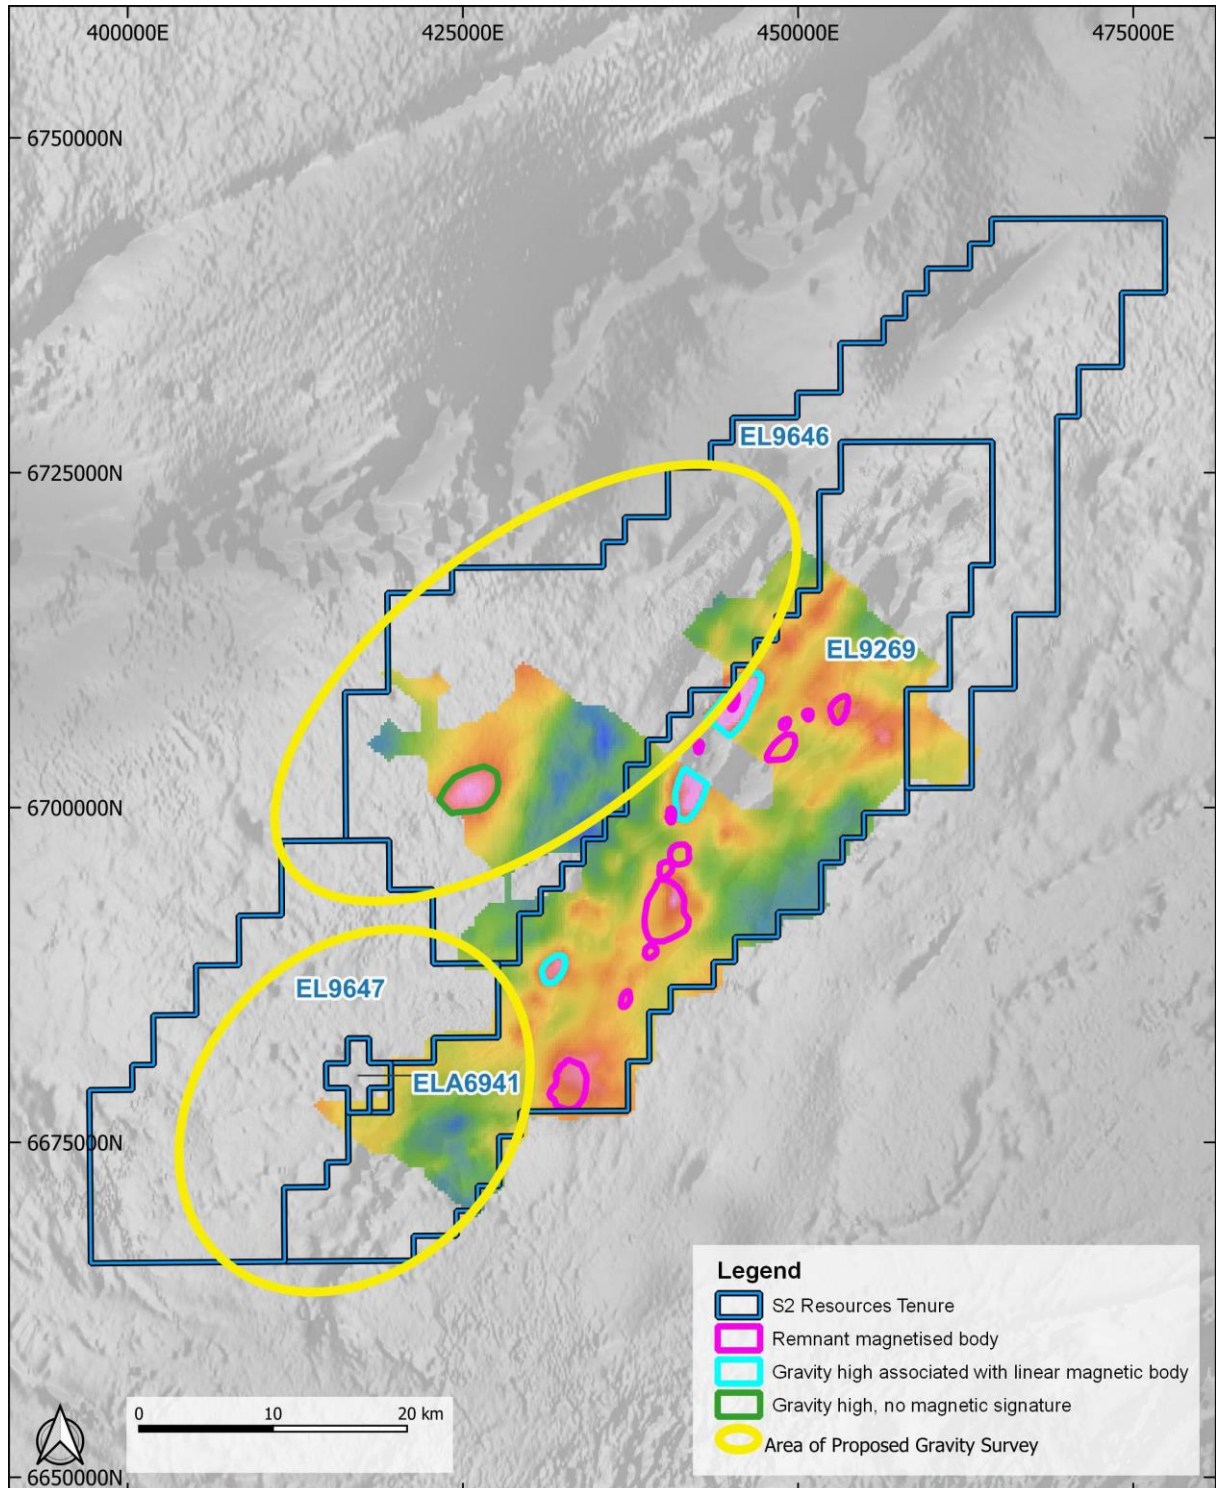 400000E 425000E 450000E 475000E
6750000N
EL9646
6725000N
EL9269
6700000N
EL9647
ELA6941
6675000N
Legend
S2 Resources Tenure
Remnant magnetised body
Gravity high associated with linear magnetic body
Gravity high, no magnetic signature
Area of Proposed Gravity Survey
0 10 20 km
6650000N